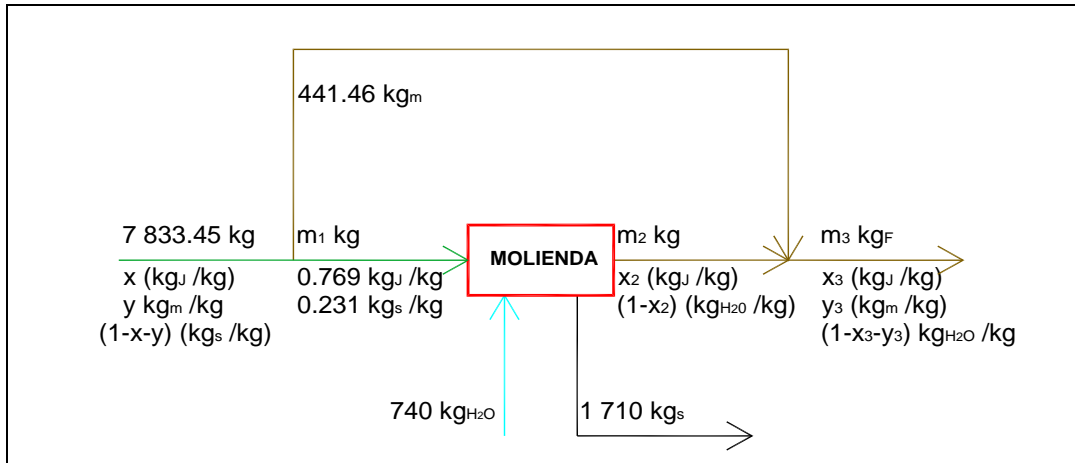 441.46 kgm
7 833.45 kg
x (kgJ /kg)
y kgm /kg
(1-x-y) (kgs /kg)
m1 kg
0.769 kgJ /kg
0.231 kgs /kg
MOLIENDA
m2 kg
x2 (kgJ /kg)
(1-x2) (kgH20 /kg)
m3 kgF
x3 (kgJ /kg)
y3 (kgm /kg)
(1-x3-y3) kgH2O /kg
740 kgH2O
1 710 kgs